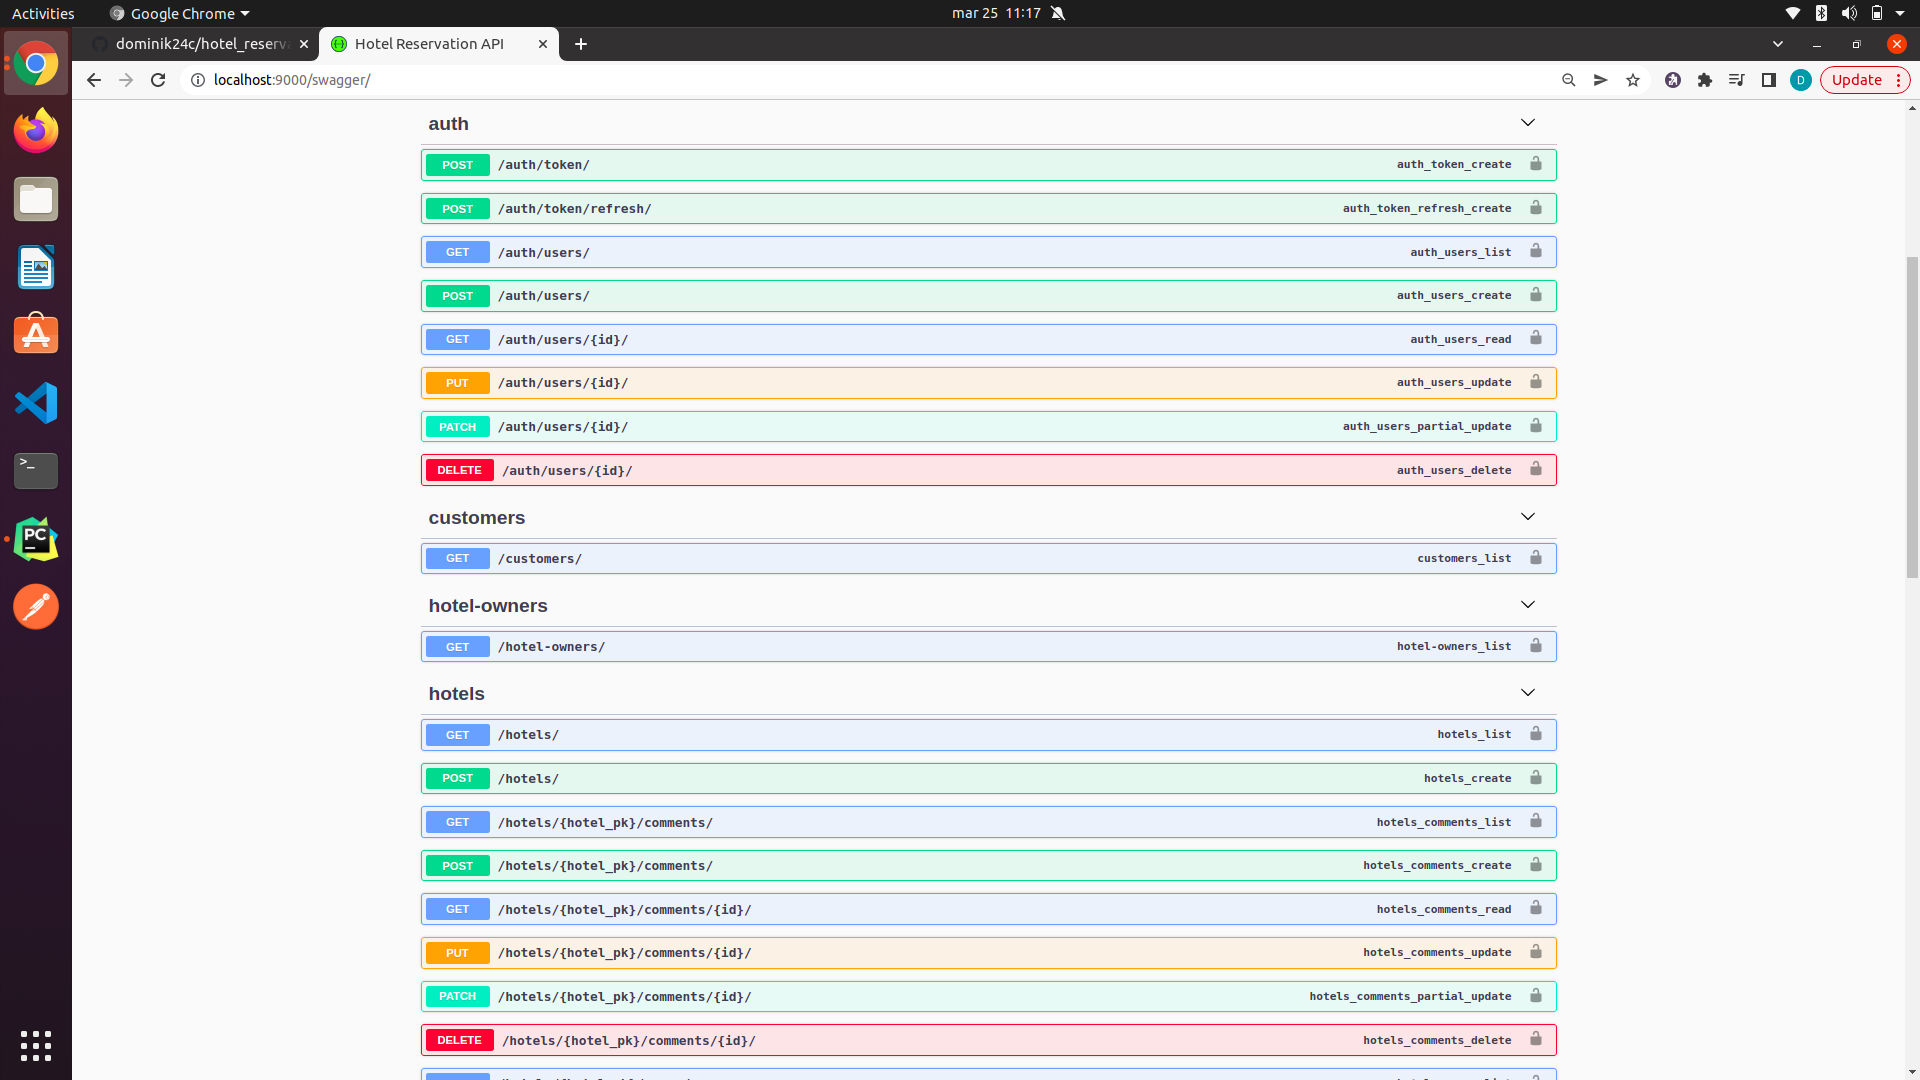 Activities
Google Chrome
mar 25 11:17
dominik24c/hotel_reserva
Hotel Reservation API
localhost:9000/swagger/
D
Update
auth
POST /auth/token/ auth_token_create
POST /auth/token/refresh/ auth_token_refresh_create
GET /auth/users/ auth_users_list
POST /auth/users/ auth_users_create
GET /auth/users/{id}/ auth_users_read
PUT /auth/users/{id}/ auth_users_update
PATCH /auth/users/{id}/ auth_users_partial_update
DELETE /auth/users/{id}/ auth_users_delete
customers
GET /customers/ customers_list
hotel-owners
GET /hotel-owners/ hotel-owners_list
hotels
GET /hotels/ hotels_list
POST /hotels/ hotels_create
GET /hotels/{hotel_pk}/comments/ hotels_comments_list
POST /hotels/{hotel_pk}/comments/ hotels_comments_create
GET /hotels/{hotel_pk}/comments/{id}/ hotels_comments_read
PUT /hotels/{hotel_pk}/comments/{id}/ hotels_comments_update
PATCH /hotels/{hotel_pk}/comments/{id}/ hotels_comments_partial_update
DELETE /hotels/{hotel_pk}/comments/{id}/ hotels_comments_delete
PC
>_